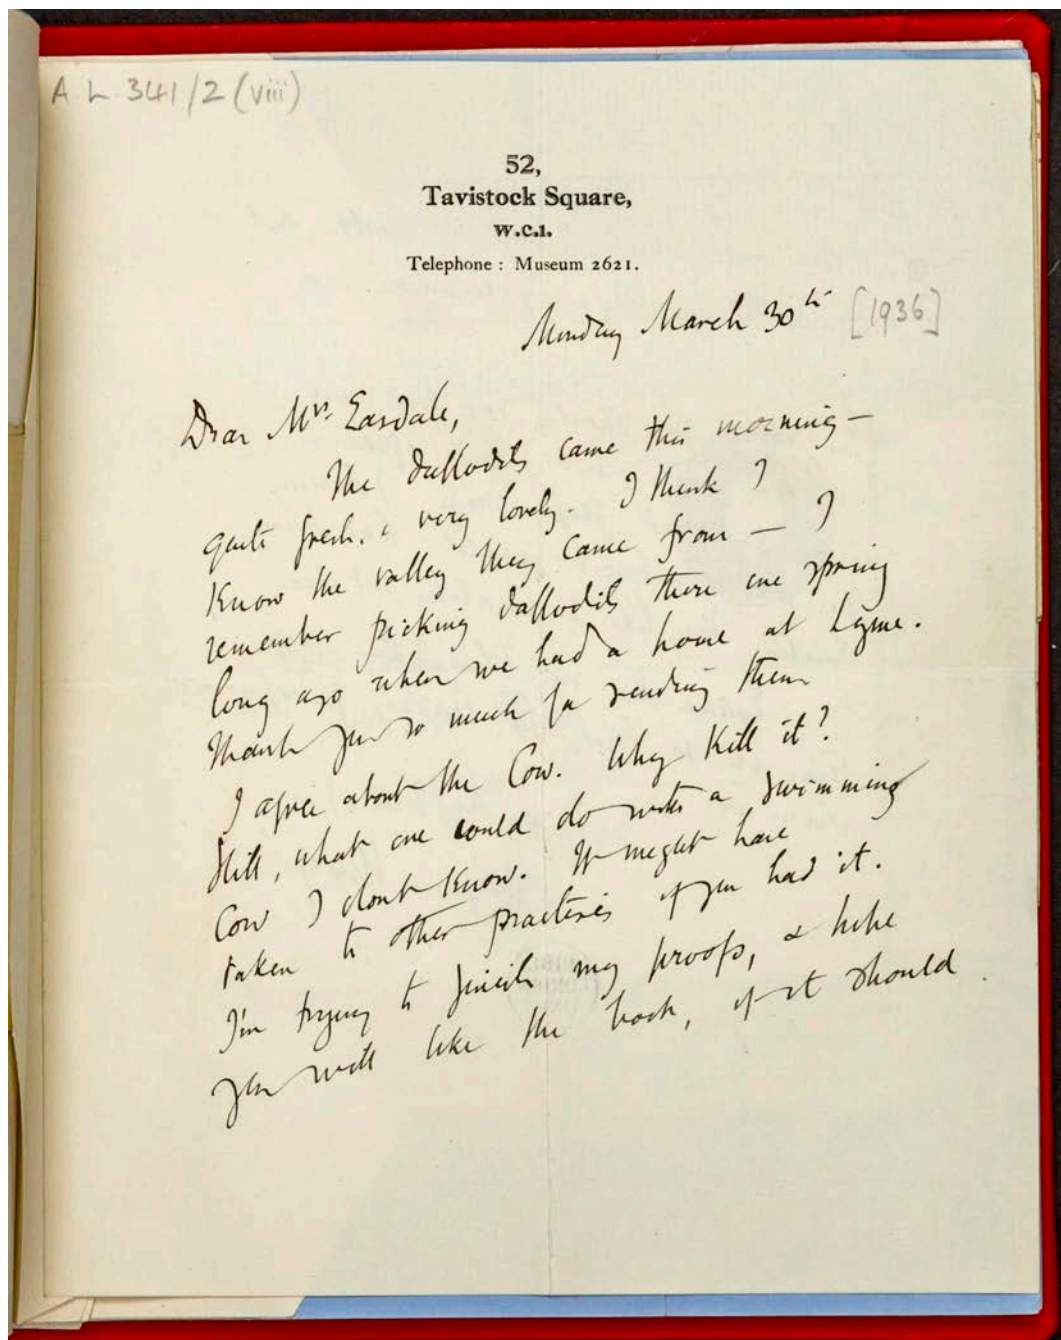 A L 341/2 (viii)
52,
Tavistock Square,
W.C.1.
Telephone : Museum 2621.
Monday March 30th [1936]
Dear Mrs. Easdale,
The daffodils came this morning —
quite fresh, & very lovely. I think I
know the valley they came from — I
remember picking daffodils there one spring
long ago when we had a house at Lyme.
Thank you so much for sending them
I agree about the Cow. Why kill it?
Still, what one could do with a swimming
Cow I dont know. It might have
taken to other practises if you had it.
I'm trying to finish my proofs, & hope
you will like the book, if it should